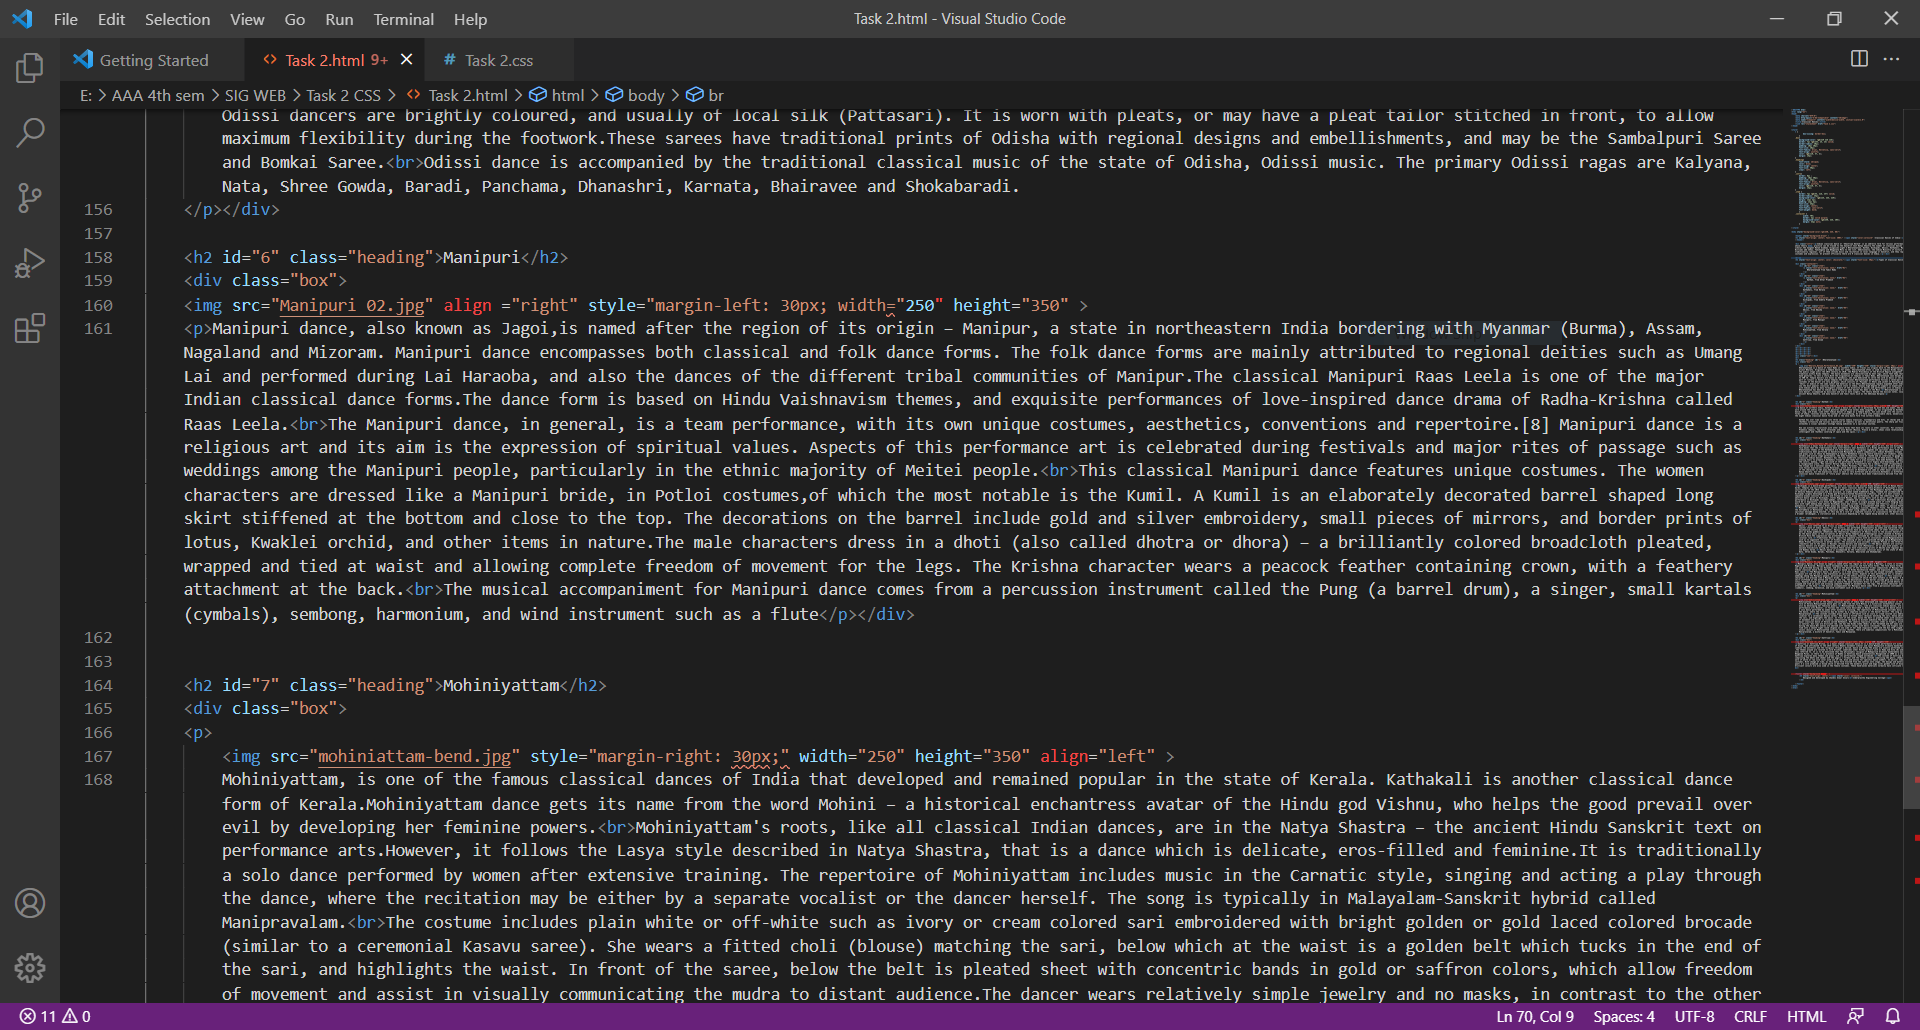 File Edit Selection View Go Run Terminal Help
Task 2.html - Visual Studio Code
Getting Started
<> Task 2.html 9+
# Task 2.css
E: > AAA 4th sem > SIG WEB > Task 2 CSS > <> Task 2.html > html > body > br
Odissi dancers are brightly coloured, and usually of local silk (Pattasari). It is worn with pleats, or may have a pleat tailor stitched in front, to allow
maximum flexibility during the footwork.These sarees have traditional prints of Odisha with regional designs and embellishments, and may be the Sambalpuri Saree
and Bomkai Saree.<br>Odissi dance is accompanied by the traditional classical music of the state of Odisha, Odissi music. The primary Odissi ragas are Kalyana,
Nata, Shree Gowda, Baradi, Panchama, Dhanashri, Karnata, Bhairavee and Shokabaradi.
156 </p></div>
157
158 <h2 id="6" class="heading">Manipuri</h2>
159 <div class="box">
160 <img src="Manipuri 02.jpg" align ="right" style="margin-left: 30px; width="250" height="350" >
161 <p>Manipuri dance, also known as Jagoi,is named after the region of its origin – Manipur, a state in northeastern India bordering with Myanmar (Burma), Assam,
Nagaland and Mizoram. Manipuri dance encompasses both classical and folk dance forms. The folk dance forms are mainly attributed to regional deities such as Umang
Lai and performed during Lai Haraoba, and also the dances of the different tribal communities of Manipur.The classical Manipuri Raas Leela is one of the major
Indian classical dance forms.The dance form is based on Hindu Vaishnavism themes, and exquisite performances of love-inspired dance drama of Radha-Krishna called
Raas Leela.<br>The Manipuri dance, in general, is a team performance, with its own unique costumes, aesthetics, conventions and repertoire.[8] Manipuri dance is a
religious art and its aim is the expression of spiritual values. Aspects of this performance art is celebrated during festivals and major rites of passage such as
weddings among the Manipuri people, particularly in the ethnic majority of Meitei people.<br>This classical Manipuri dance features unique costumes. The women
characters are dressed like a Manipuri bride, in Potloi costumes,of which the most notable is the Kumil. A Kumil is an elaborately decorated barrel shaped long
skirt stiffened at the bottom and close to the top. The decorations on the barrel include gold and silver embroidery, small pieces of mirrors, and border prints of
lotus, Kwaklei orchid, and other items in nature.The male characters dress in a dhoti (also called dhotra or dhora) – a brilliantly colored broadcloth pleated,
wrapped and tied at waist and allowing complete freedom of movement for the legs. The Krishna character wears a peacock feather containing crown, with a feathery
attachment at the back.<br>The musical accompaniment for Manipuri dance comes from a percussion instrument called the Pung (a barrel drum), a singer, small kartals
(cymbals), sembong, harmonium, and wind instrument such as a flute</p></div>
162
163
164 <h2 id="7" class="heading">Mohiniyattam</h2>
165 <div class="box">
166 <p>
167 <img src="mohiniattam-bend.jpg" style="margin-right: 30px;" width="250" height="350" align="left" >
168 Mohiniyattam, is one of the famous classical dances of India that developed and remained popular in the state of Kerala. Kathakali is another classical dance
form of Kerala.Mohiniyattam dance gets its name from the word Mohini – a historical enchantress avatar of the Hindu god Vishnu, who helps the good prevail over
evil by developing her feminine powers.<br>Mohiniyattam's roots, like all classical Indian dances, are in the Natya Shastra – the ancient Hindu Sanskrit text on
performance arts.However, it follows the Lasya style described in Natya Shastra, that is a dance which is delicate, eros-filled and feminine.It is traditionally
a solo dance performed by women after extensive training. The repertoire of Mohiniyattam includes music in the Carnatic style, singing and acting a play through
the dance, where the recitation may be either by a separate vocalist or the dancer herself. The song is typically in Malayalam-Sanskrit hybrid called
Manipravalam.<br>The costume includes plain white or off-white such as ivory or cream colored sari embroidered with bright golden or gold laced colored brocade
(similar to a ceremonial Kasavu saree). She wears a fitted choli (blouse) matching the sari, below which at the waist is a golden belt which tucks in the end of
the sari, and highlights the waist. In front of the saree, below the belt is pleated sheet with concentric bands in gold or saffron colors, which allow freedom
of movement and assist in visually communicating the mudra to distant audience.The dancer wears relatively simple jewelry and no masks, in contrast to the other
11 0
Ln 70, Col 9 Spaces: 4 UTF-8 CRLF HTML